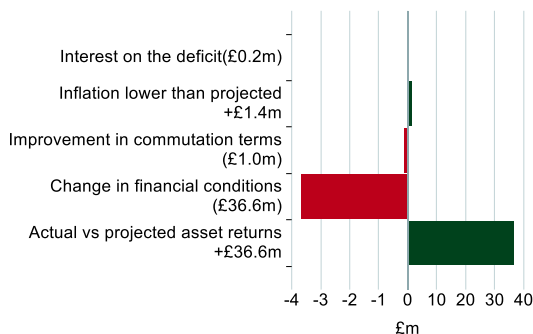 Interest on the deficit(£0.2m)
Inflation lower than projected
+£1.4m
Improvement in commutation terms
(£1.0m)
Change in financial conditions
(£36.6m)
Actual vs projected asset returns
+£36.6m
-4 -3 -2 -1 0 10 20 30 40
£m